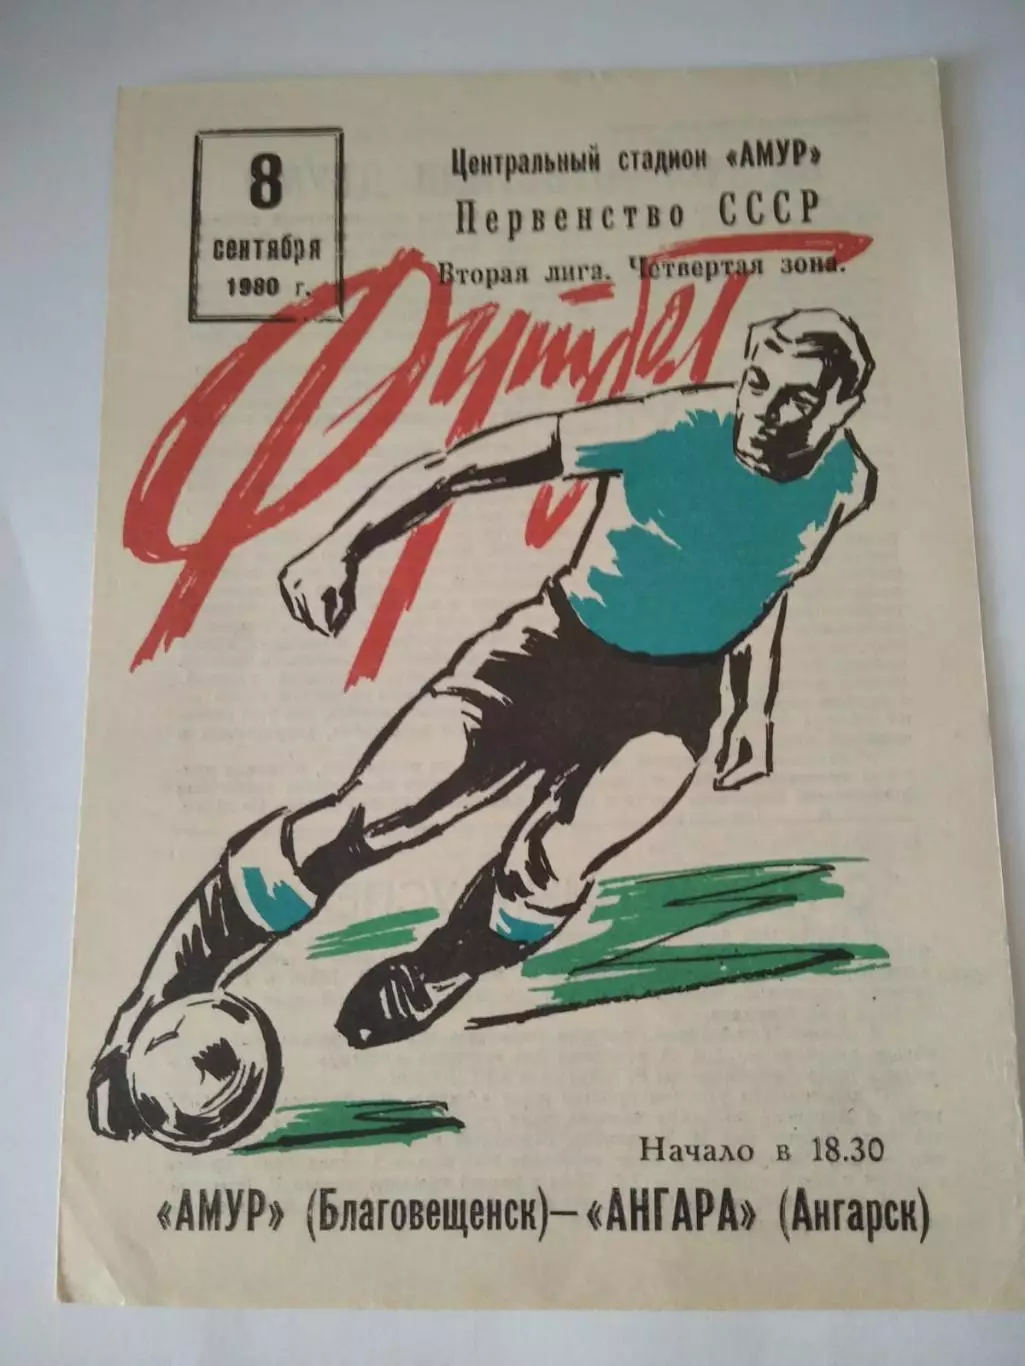 8
сентября
1980 г.
Центральный стадион «АМУР»
Первенство СССР
Вторая лига. Четвертая зона.
Футбол
Начало в 18.30
«АМУР» (Благовещенск)—«АНГАРА» (Ангарск)